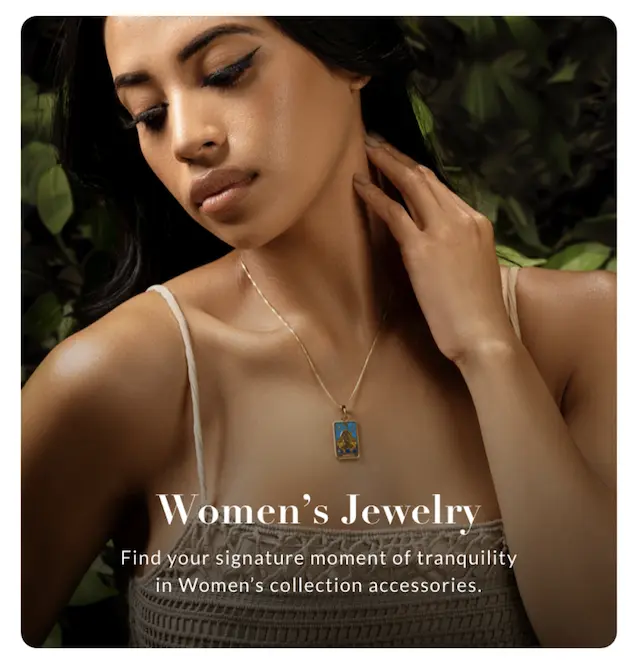 Women’s Jewelry
Find your signature moment of tranquility
in Women’s collection accessories.